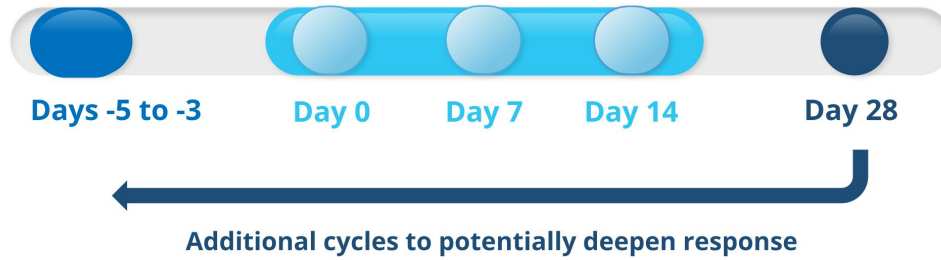 Days -5 to -3 Day 0 Day 7 Day 14 Day 28
Additional cycles to potentially deepen response